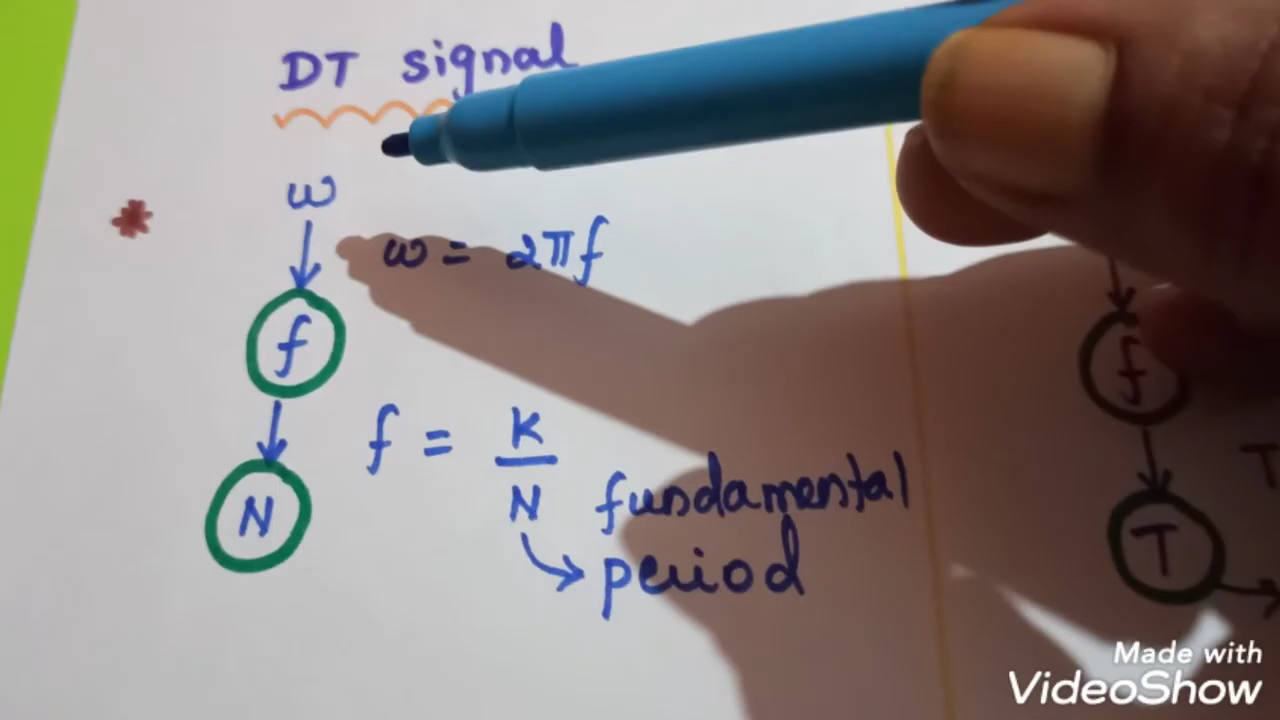 DT signal
ω
ω = 2πf
f
f = K
N
N fundamental
period
f
T
T
Made with
VideoShow